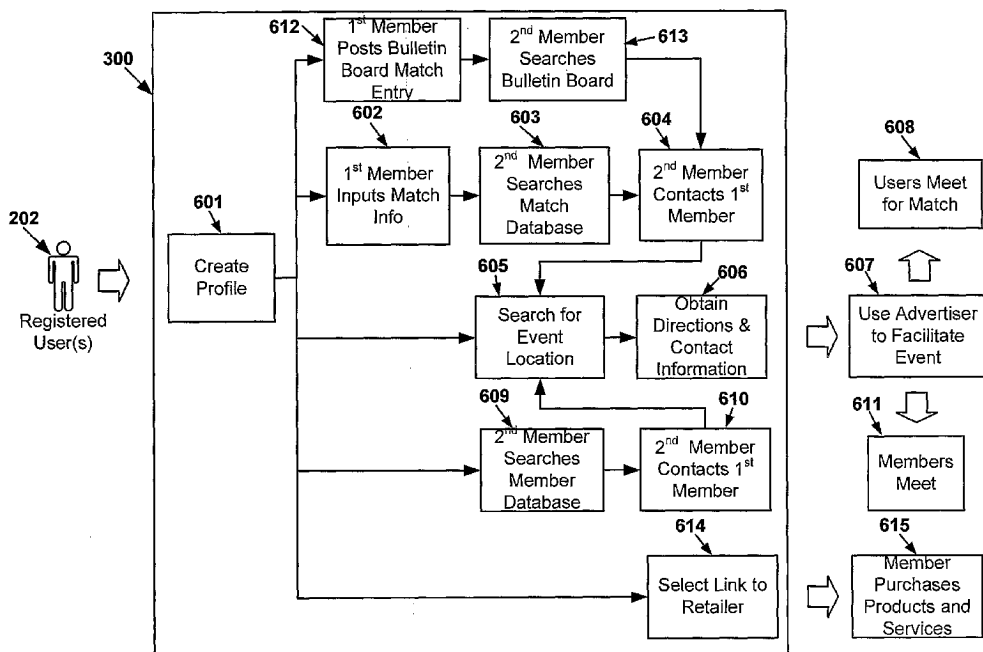 300
612
1st Member
Posts Bulletin
Board Match
Entry
2nd Member
Searches
Bulletin Board
613
602
1st Member
Inputs Match
Info
603
2nd Member
Searches
Match
Database
604
2nd Member
Contacts 1st
Member
608
Users Meet
for Match
202
Registered
User(s)
601
Create
Profile
605
Search for
Event
Location
606
Obtain
Directions &
Contact
Information
607
Use Advertiser
to Facilitate
Event
609
2nd Member
Searches
Member
Database
610
2nd Member
Contacts 1st
Member
611
Members
Meet
614
Select Link to
Retailer
615
Member
Purchases
Products and
Services